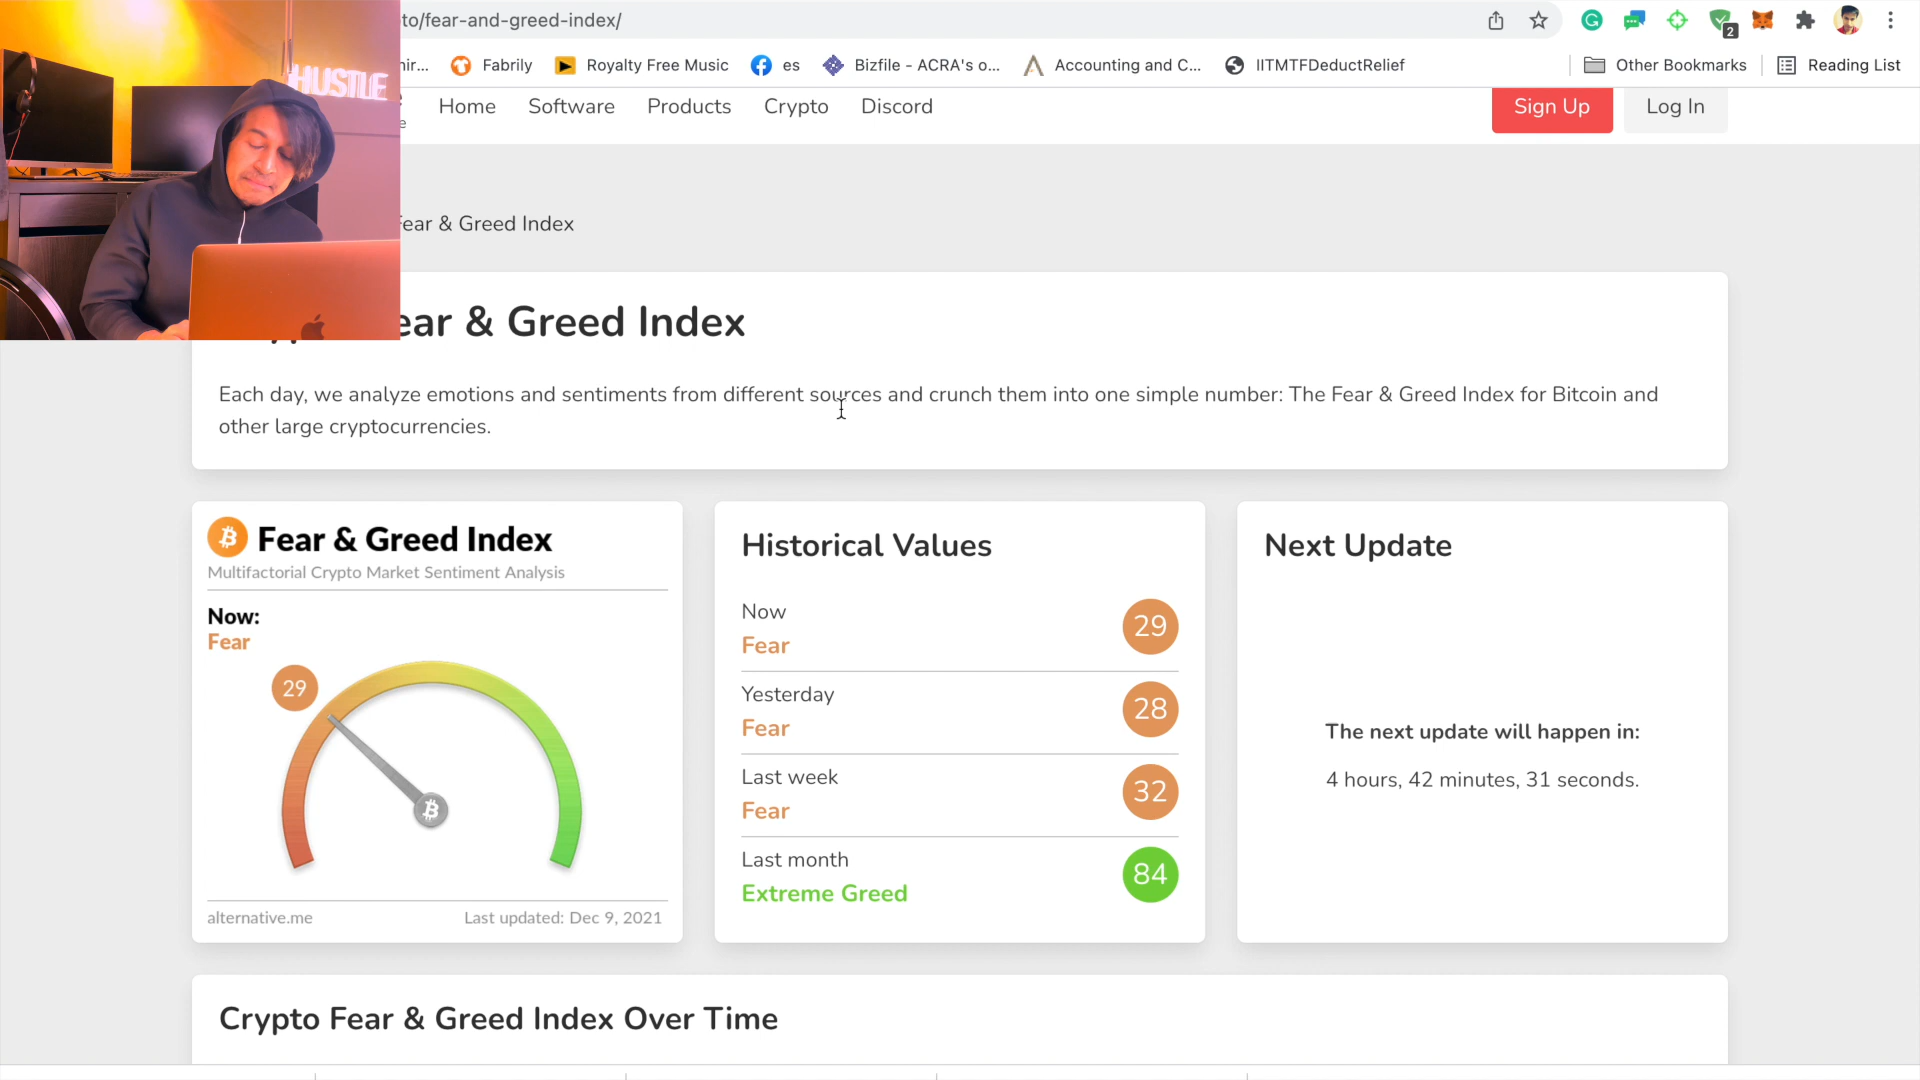 to/fear-and-greed-index/
2
nir...
Fabrily
Royalty Free Music
es
Bizfile - ACRA's o...
Accounting and C...
IITMTFDeductRelief
Other Bookmarks
Reading List
HUSTLE
Home
Software
Products
Crypto
Discord
Sign Up
Log In
Fear & Greed Index
ear & Greed Index
Each day, we analyze emotions and sentiments from different sources and crunch them into one simple number: The Fear & Greed Index for Bitcoin and
other large cryptocurrencies.
Fear & Greed Index
Multifactorial Crypto Market Sentiment Analysis
Now:
Fear
29
alternative.me
Last updated: Dec 9, 2021
Historical Values
Now
Fear
29
Yesterday
Fear
28
Last week
Fear
32
Last month
Extreme Greed
84
Next Update
The next update will happen in:
4 hours, 42 minutes, 31 seconds.
Crypto Fear & Greed Index Over Time